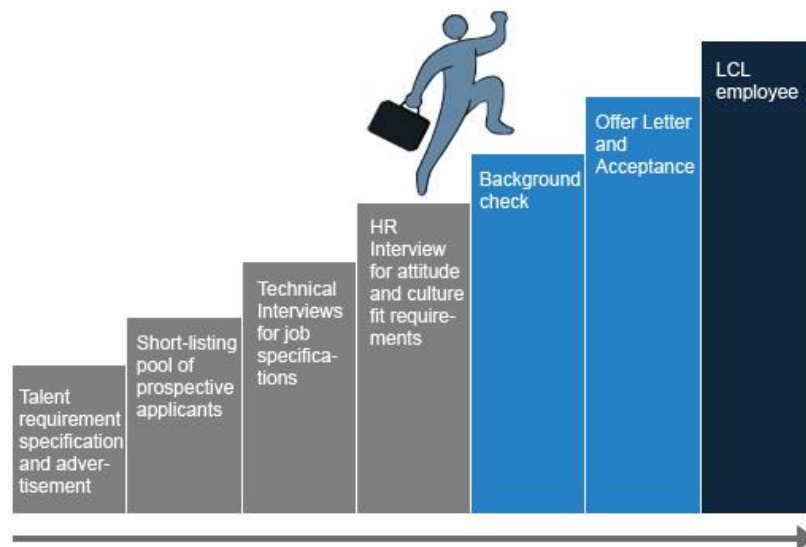 Talent
requirement
specification
and adver-
tisement
Short-listing
pool of
prospective
applicants
Technical
Interviews
for job
specifica-
tions
HR
Interview
for attitude
and culture
fit require-
ments
Background
check
Offer Letter
and
Acceptance
LCL
employee